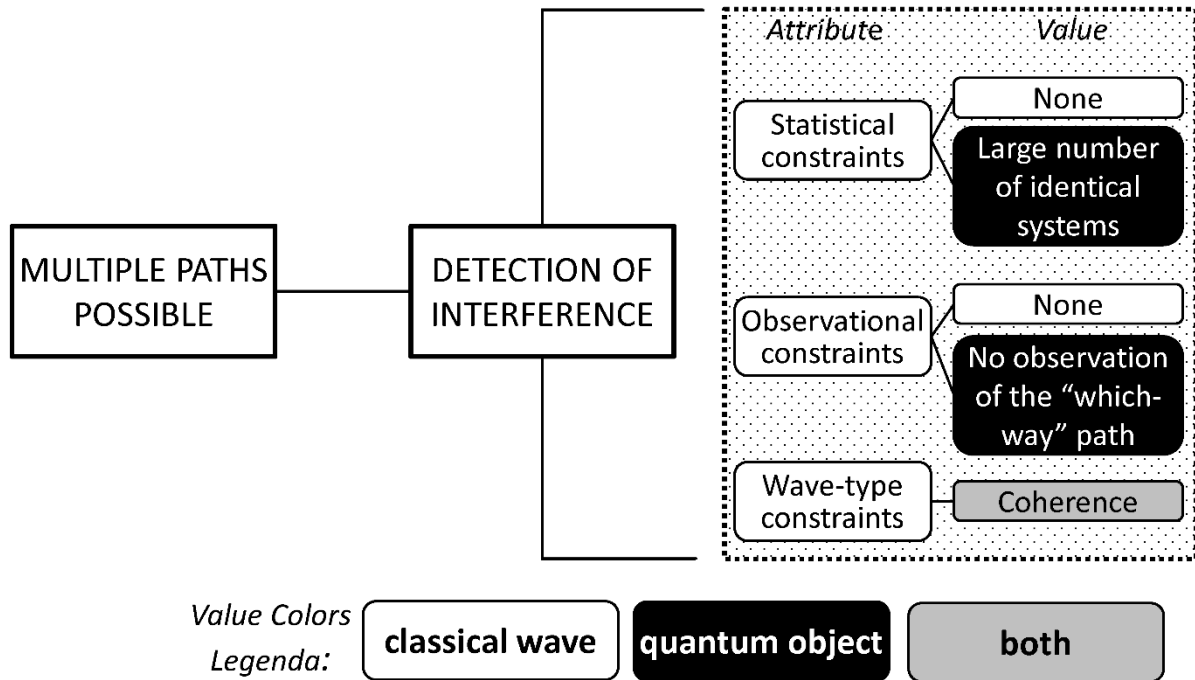 Attribute Value
None
Statistical
constraints
Large number
of identical
systems
MULTIPLE PATHS
POSSIBLE
DETECTION OF
INTERFERENCE
None
Observational
constraints
No observation
of the “which-
way” path
Wave-type
constraints
Coherence
Value Colors
Legenda:
classical wave
quantum object
both